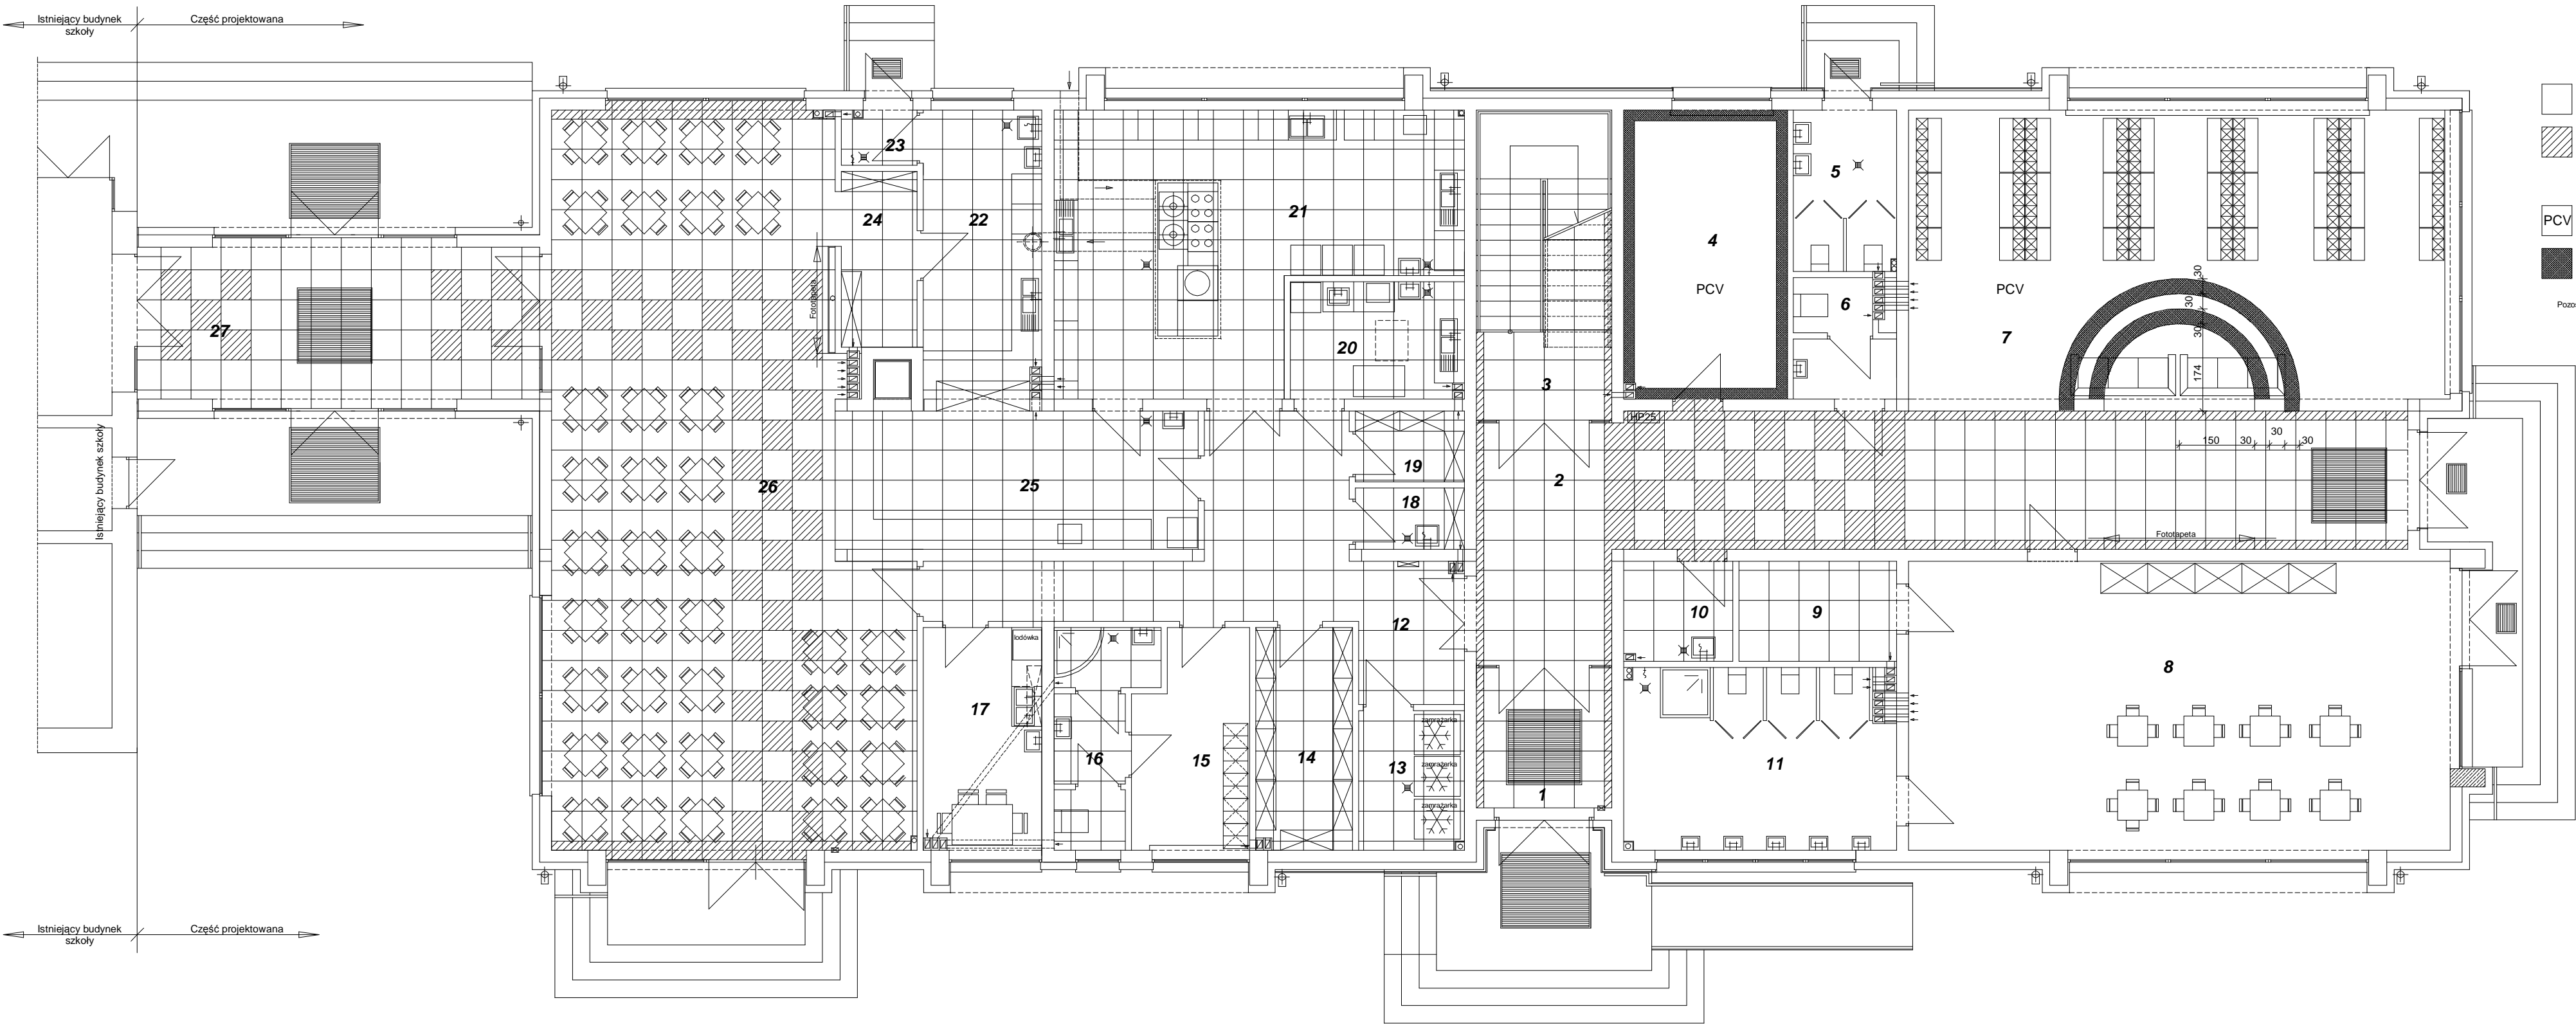 Istniejący budynek
szkoły
Część projektowana
23
5
24
22
21
4
PCV
PCV
PCV
27
Fototapeta
6
7
30
30
30
174
20
3
HP25
26
25
19
18
2
150
30
30
30
Fototapeta
Istniejący budynek szkoły
lodówka
12
10
9
8
17
16
15
14
13
zamrażarka
zamrażarka
zamrażarka
1
11
Istniejący budynek
szkoły
Część projektowana